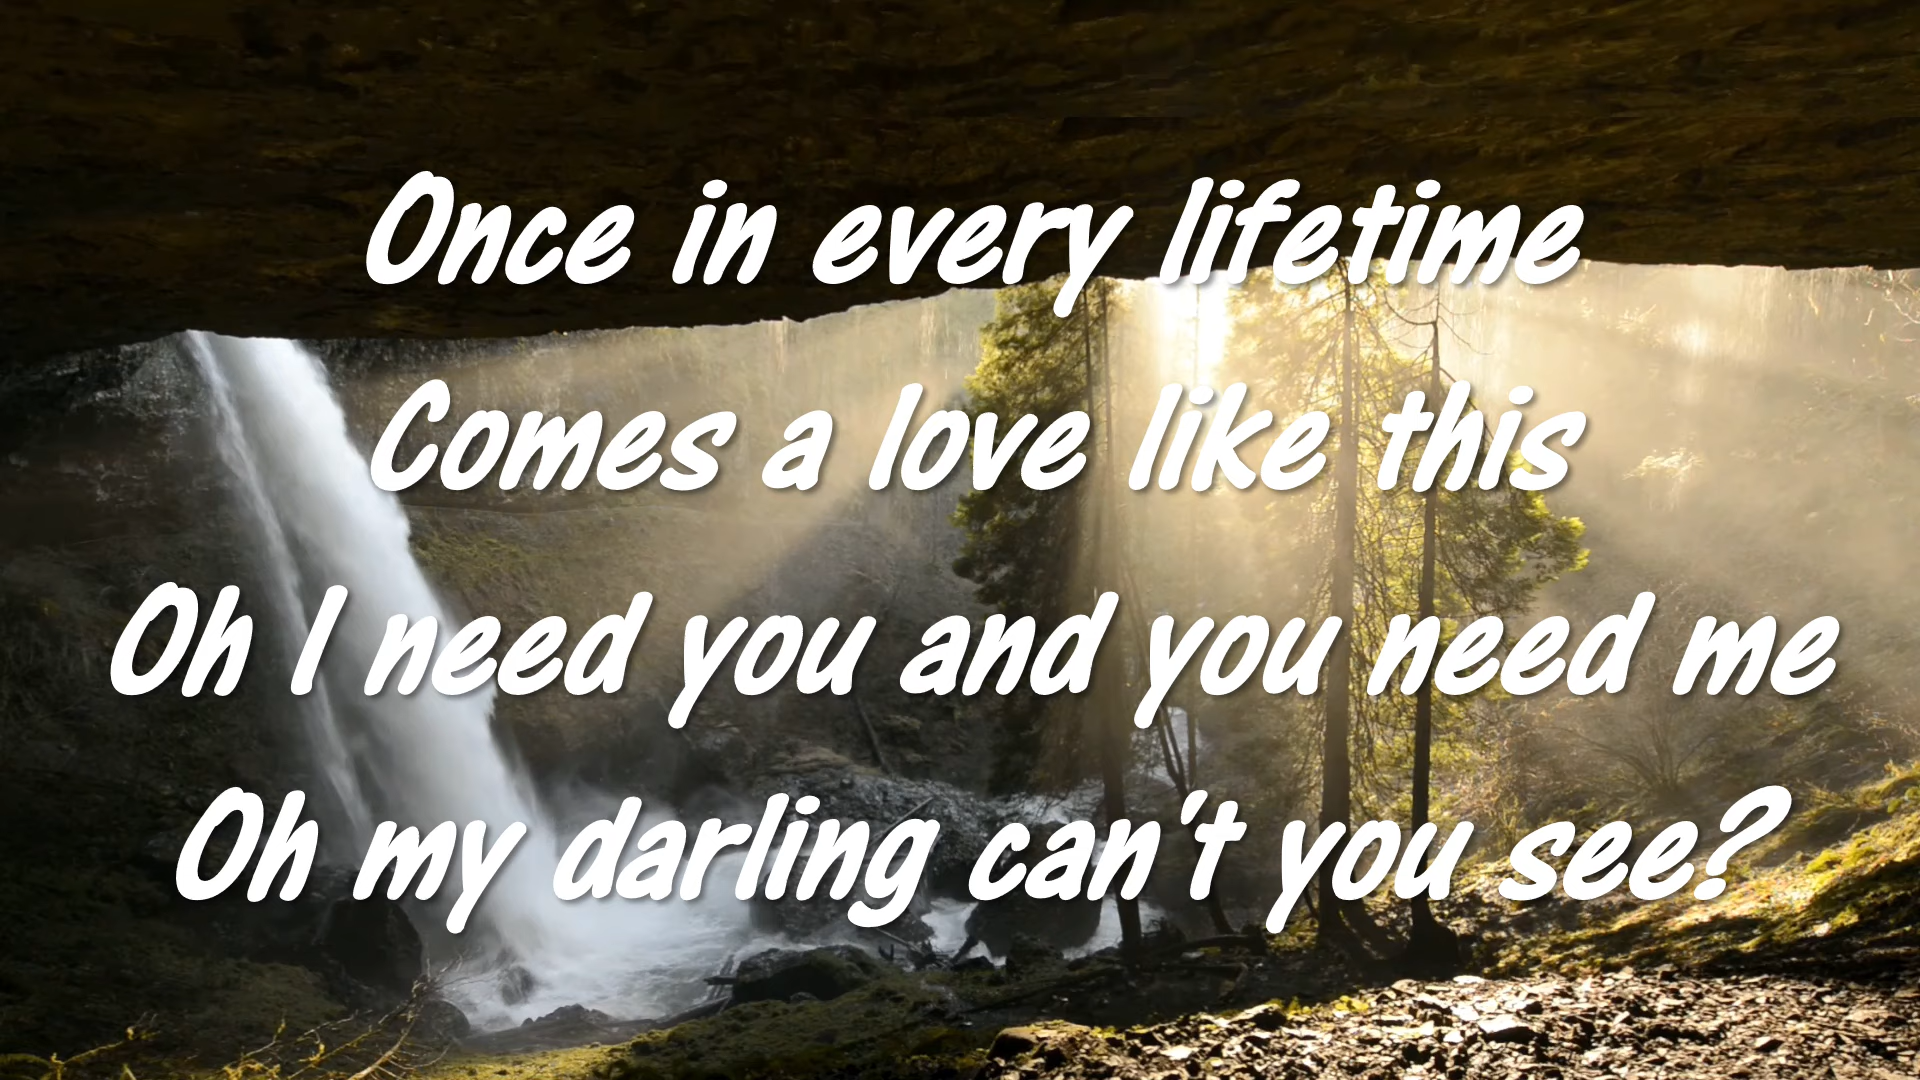 Once in every lifetime
Comes a love like this
Oh I need you and you need me
Oh my darling can't you see?